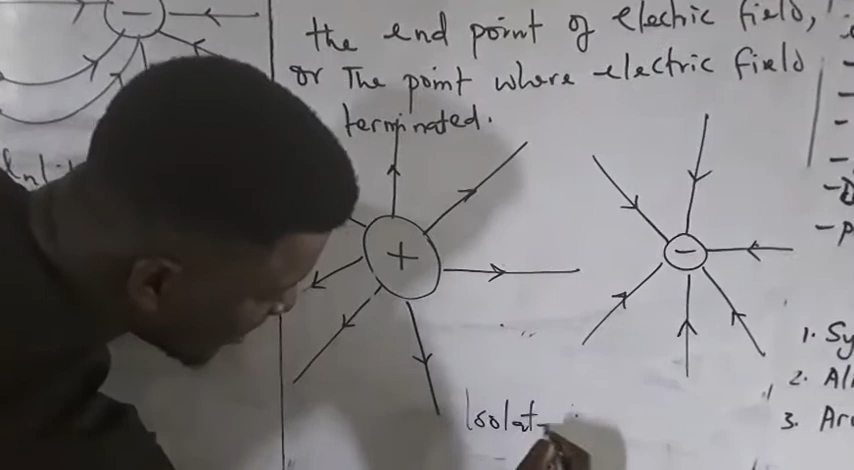 the end point of electric field,
or The point where electric field
terminated.
−
+
−
Isolat
1. Sy
2. Al
3. Ar